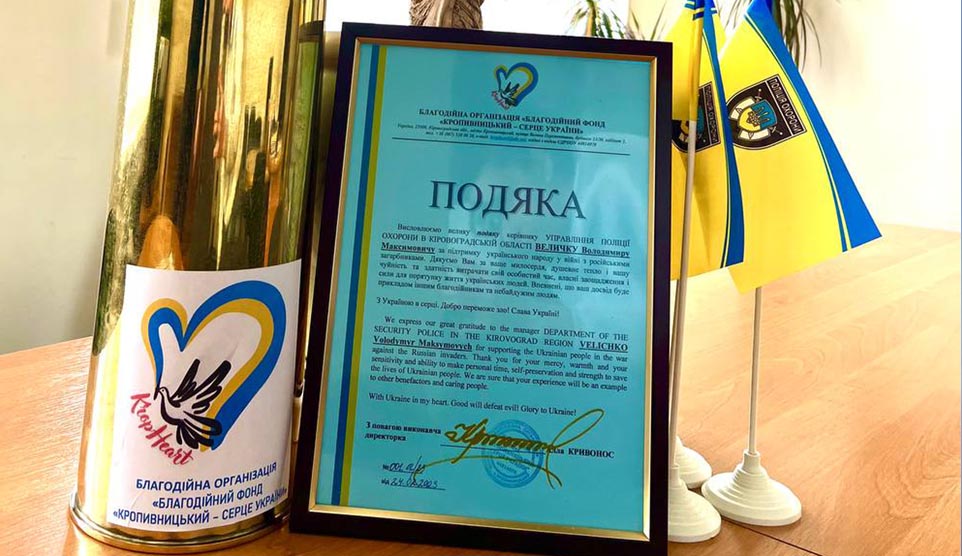 KropHeart
БЛАГОДІЙНА ОРГАНІЗАЦІЯ
«БЛАГОДІЙНИЙ ФОНД
«КРОПИВНИЦЬКИЙ – СЕРЦЕ УКРАЇНИ»
KropHeart
БЛАГОДІЙНА ОРГАНІЗАЦІЯ «БЛАГОДІЙНИЙ ФОНД
«КРОПИВНИЦЬКИЙ – СЕРЦЕ УКРАЇНИ»
ПОДЯКА
Висловлюємо велику подяку керівнику УПРАВЛІННЯ ПОЛІЦІЇ
ОХОРОНИ В КІРОВОГРАДСЬКІЙ ОБЛАСТІ ВЕЛИЧКУ Володимиру
Максимовичу за підтримку українського народу у війні з російськими
загарбниками. Дякуємо Вам за ваше милосердя, душевне тепло і вашу
чуйність та здатність витрачати свій особистий час, власні заощадження і
сили для порятунку життя українських людей. Впевнені, що ваш досвід буде
прикладом іншим благодійникам та небайдужим людям.
З Україною в серці. Добро переможе зло! Слава Україні!
We express our great gratitude to the manager DEPARTMENT OF THE
SECURITY POLICE IN THE KIROVOGRAD REGION VELICHKO
Volodymyr Maksymovych for supporting the Ukrainian people in the war
against the Russian invaders. Thank you for your mercy, warmth and your
sensitivity and ability to make personal time, self-preservation and strength to save
the lives of Ukrainian people. We are sure that your experience will be an example
to other benefactors and caring people.
With Ukraine in my heart. Good will defeat evil! Glory to Ukraine!
З повагою виконавча
директорка КРИВОНОС
ПОЛІЦІЯ ОХОРОНИ